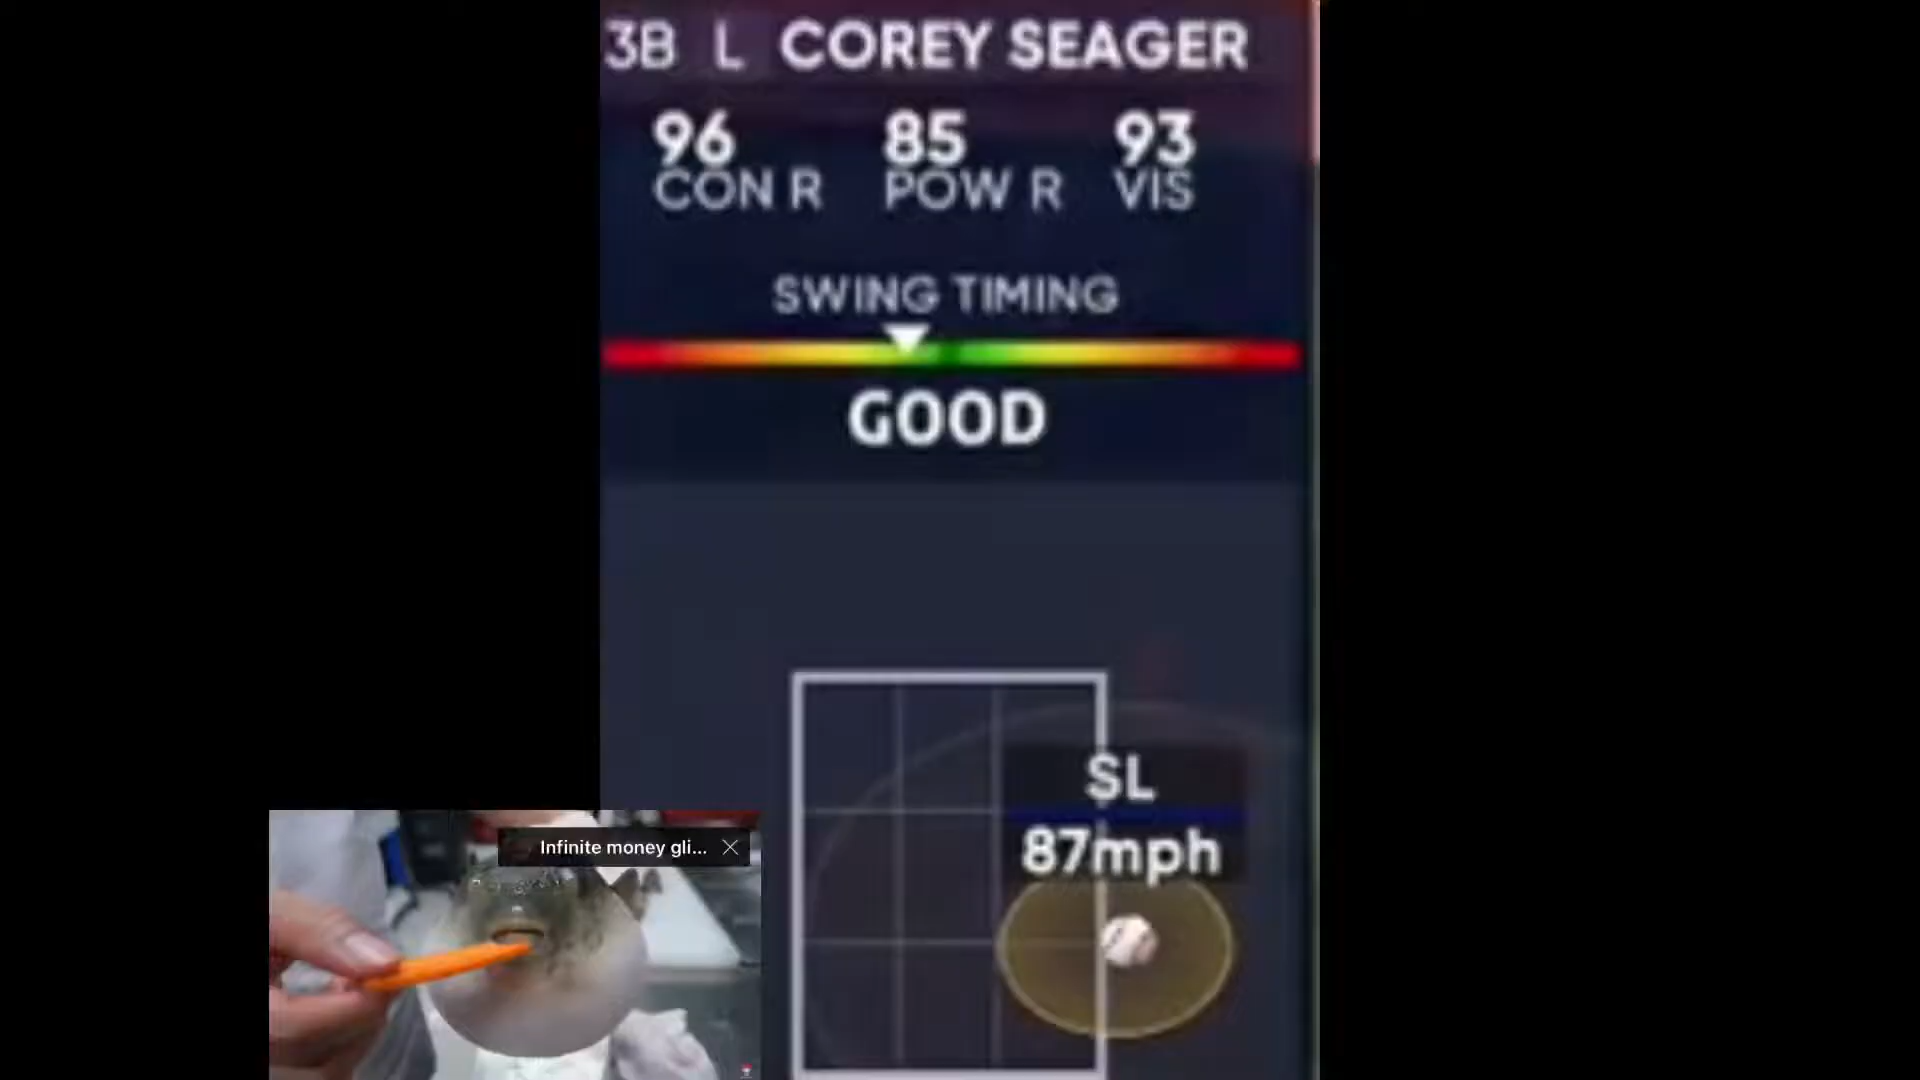 3B L COREY SEAGER
96 85 93
CON R POW R VIS
SWING TIMING
GOOD
SL
87mph
Infinite money gli...